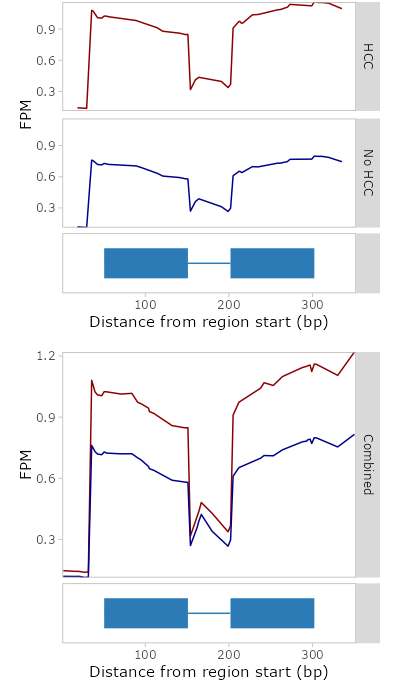 0.9
0.6
0.3
HCC
FPM
0.9
0.6
0.3
No HCC
100 200 300
Distance from region start (bp)
1.2
0.9
0.6
0.3
FPM
Combined
100 200 300
Distance from region start (bp)